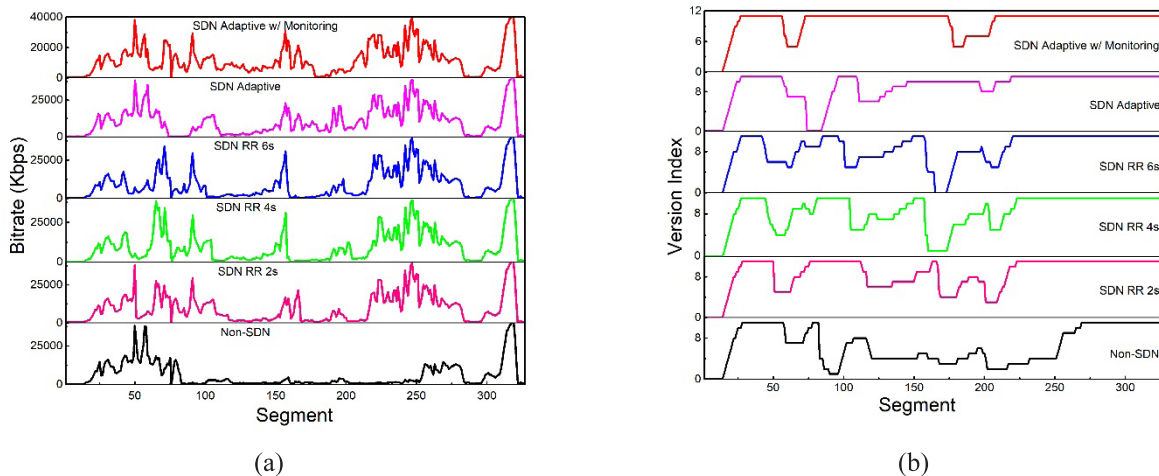 SDN Adaptive w/ Monitoring
40000
20000
0
SDN Adaptive
25000
0
SDN RR 6s
25000
0
SDN RR 4s
25000
0
SDN RR 2s
25000
0
Non-SDN
25000
0
50 100 150 200 250 300
Bitrate (Kbps)
Segment
(a)
12
9
6
3
0
SDN Adaptive w/ Monitoring
8
0
SDN Adaptive
8
0
SDN RR 6s
8
0
SDN RR 4s
8
0
SDN RR 2s
8
0
Non-SDN
50 100 150 200 250 300
Version Index
Segment
(b)